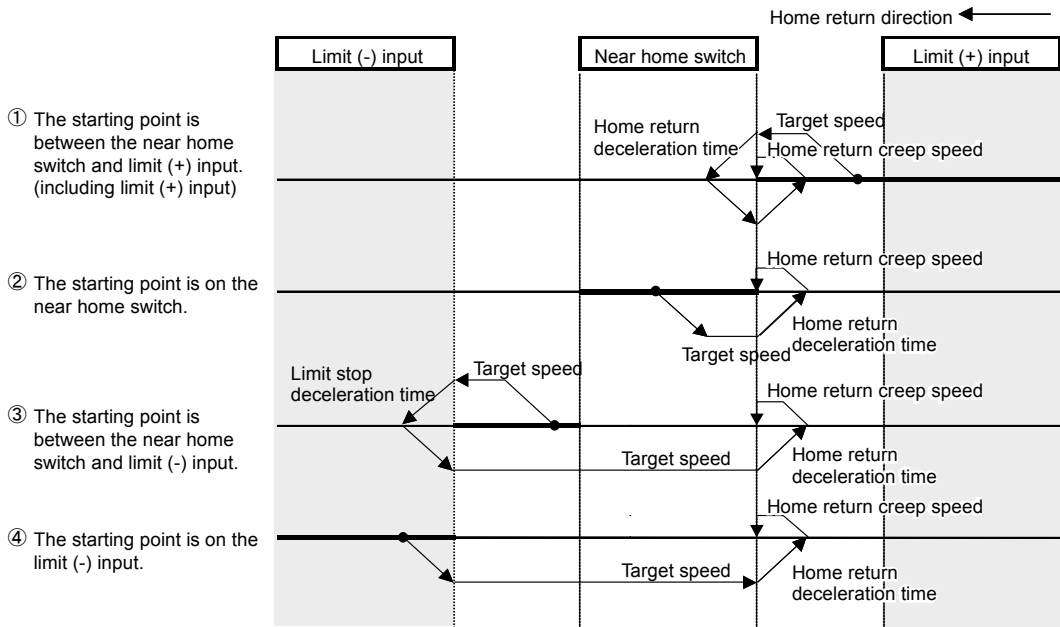 Home return direction
Limit (-) input
Near home switch
Limit (+) input
① The starting point is
between the near home
switch and limit (+) input.
(including limit (+) input)
Home return
deceleration time
Target speed
Home return creep speed
② The starting point is on the
near home switch.
Home return creep speed
Target speed
Home return
deceleration time
③ The starting point is
between the near home
switch and limit (-) input.
Limit stop
deceleration time
Target speed
Home return creep speed
Target speed
Home return
deceleration time
④ The starting point is on the
limit (-) input.
Home return creep speed
Target speed
Home return
deceleration time